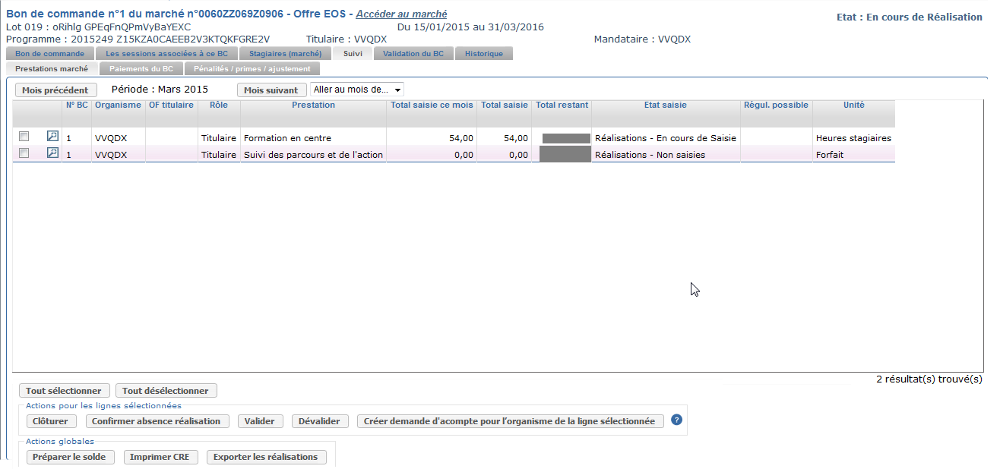 Bon de commande n°1 du marché n°0060ZZ069Z0906 - Offre EOS - Accéder au marché
Etat : En cours de Réalisation
Lot 019 : oRihlg GPEqFnQPmVyBaYEXC Du 15/01/2015 au 31/03/2016
Programme : 2015249 Z15KZA0CAEEB2V3KTQKFGRE2V Titulaire : VVQDX Mandataire : VVQDX
Bon de commande Les sessions associées à ce BC Stagiaires (marché) Suivi Validation du BC Historique
Prestations marché Paiements du BC Pénalités / primes / ajustement
Mois précédent Période : Mars 2015 Mois suivant Aller au mois de...
N° BC Organisme OF titulaire Rôle Prestation Total saisie ce mois Total saisie Total restant Etat saisie Régul. possible Unité
1 VVQDX Titulaire Formation en centre 54,00 54,00 Réalisations - En cours de Saisie Heures stagiaires
1 VVQDX Titulaire Suivi des parcours et de l'action 0,00 0,00 Réalisations - Non saisies Forfait
2 résultat(s) trouvé(s)
Tout sélectionner Tout désélectionner
Actions pour les lignes sélectionnées
Clôturer Confirmer absence réalisation Valider Dévalider Créer demande d'acompte pour l'organisme de la ligne sélectionnée ?
Actions globales
Préparer le solde Imprimer CRE Exporter les réalisations